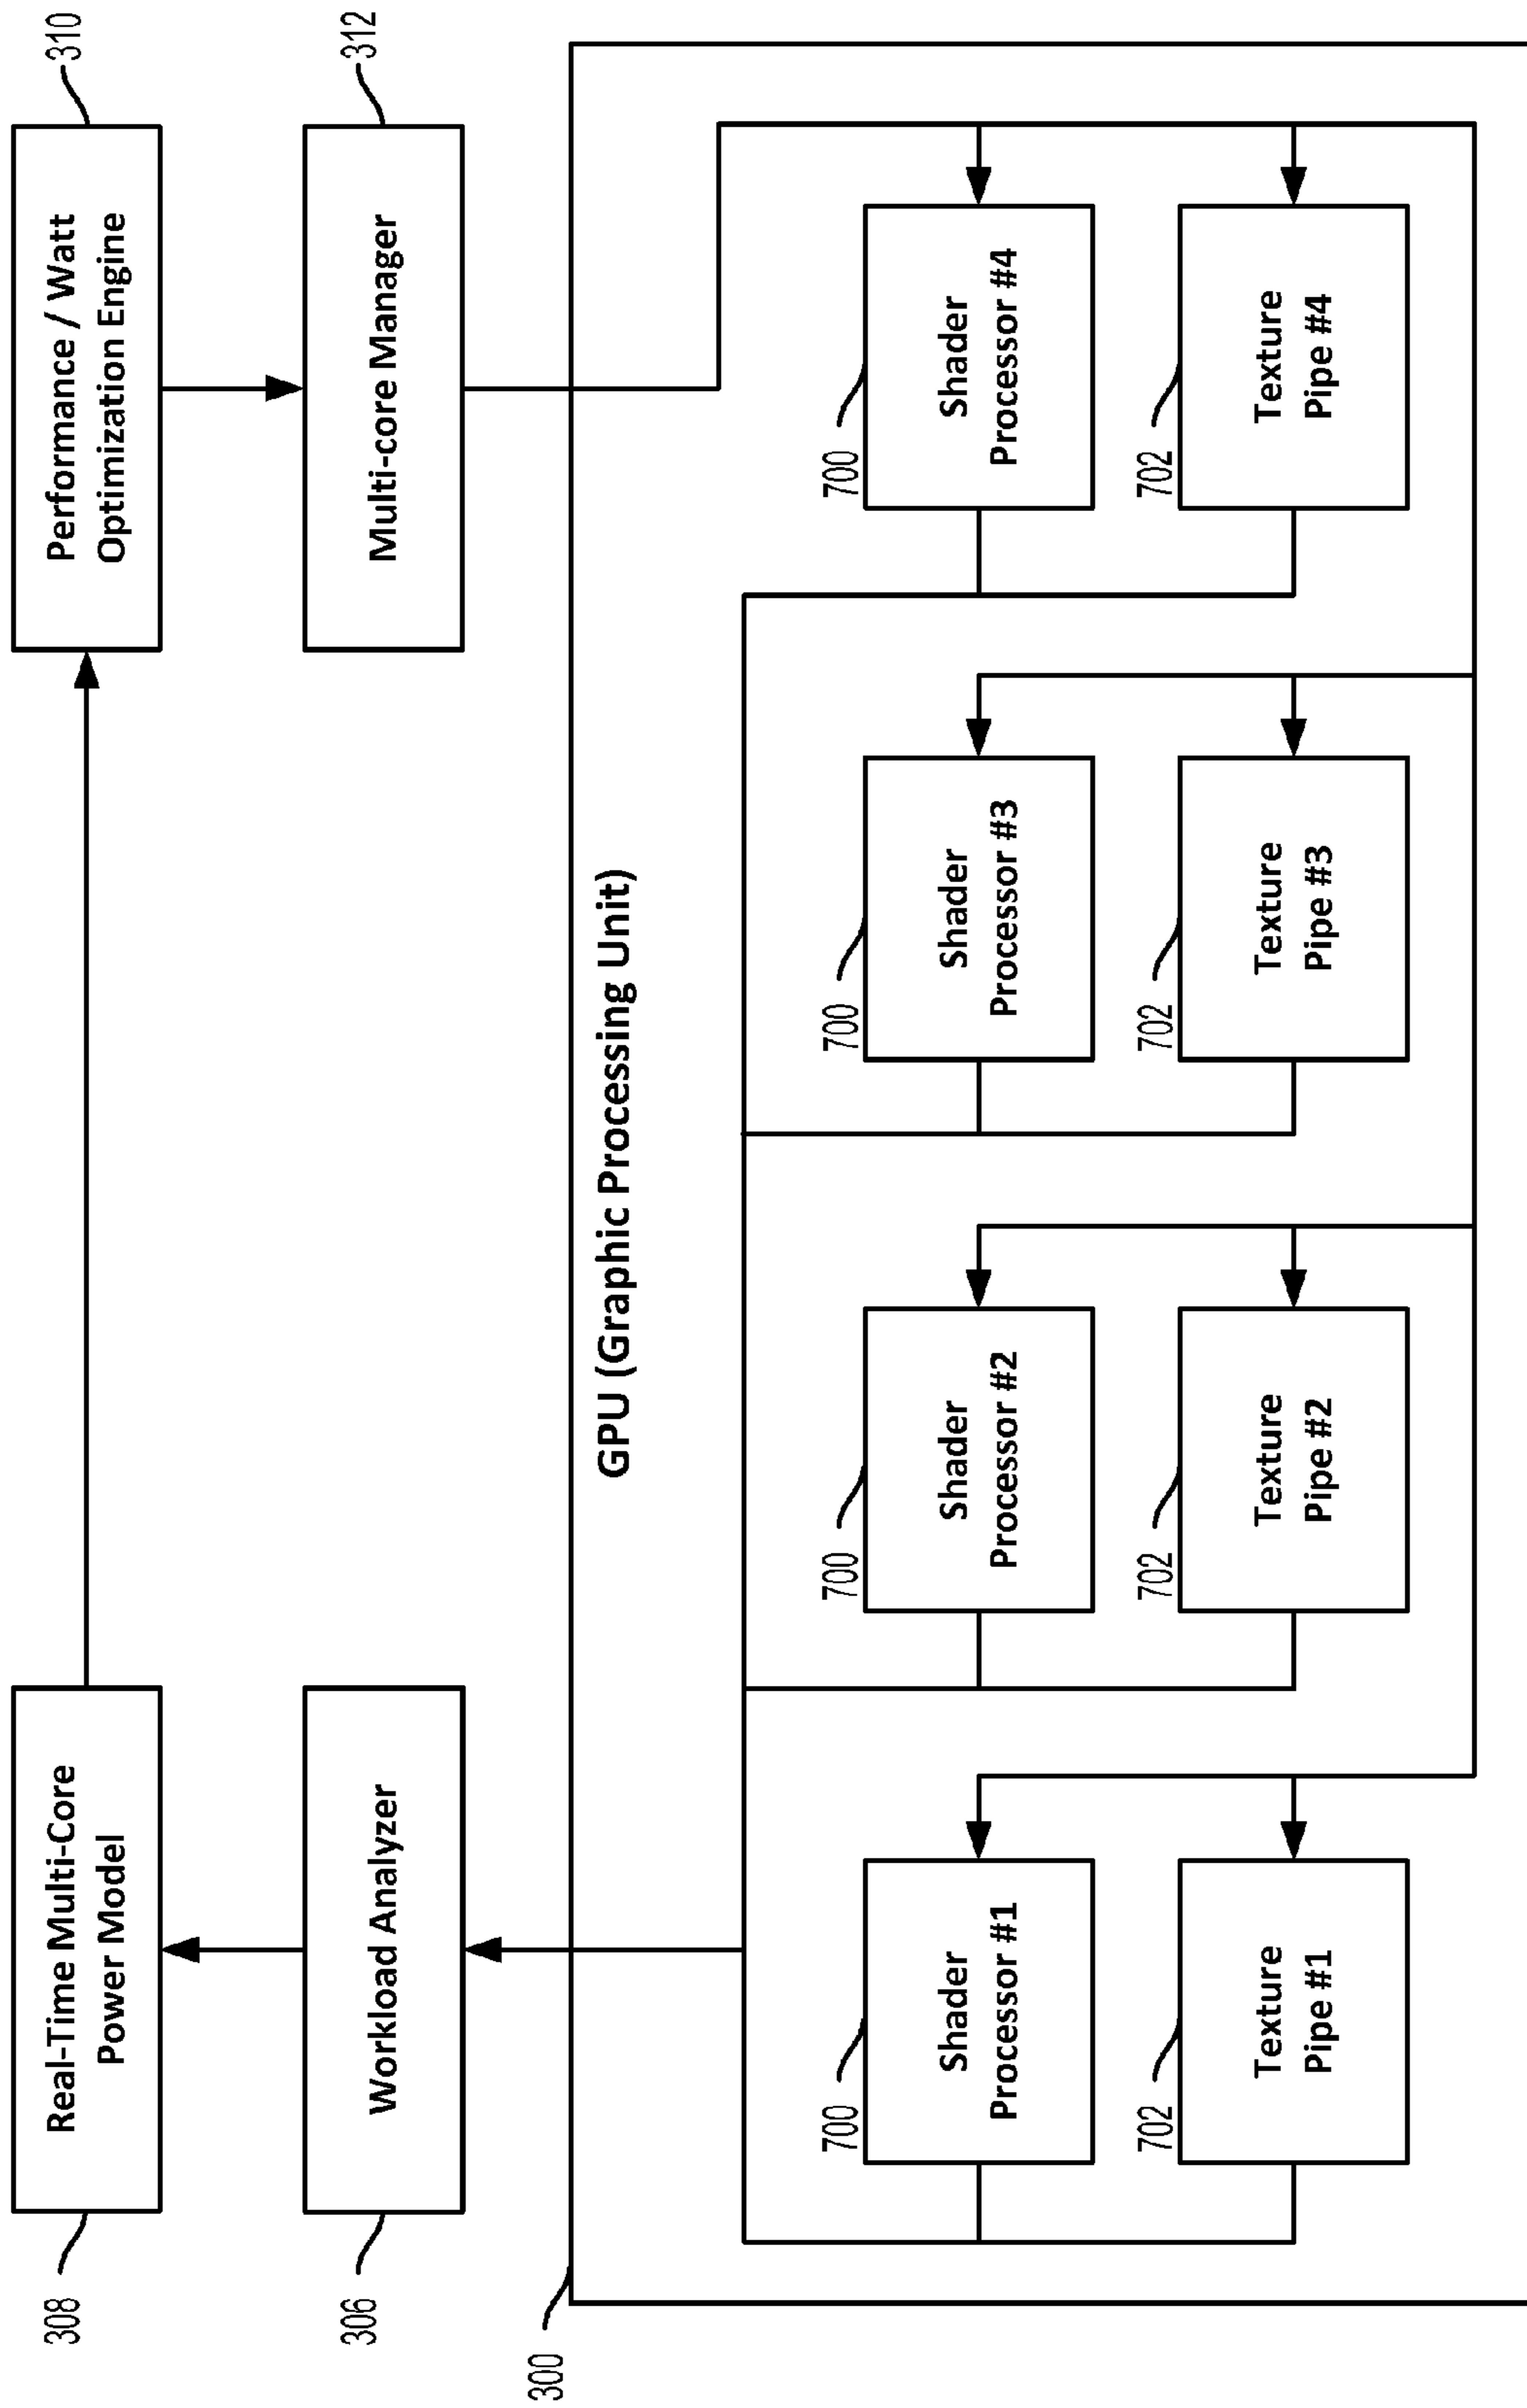 308
Real-Time Multi-Core
Power Model
Performance / Watt
Optimization Engine
310
306
Workload Analyzer
Multi-core Manager
312
300
GPU (Graphic Processing Unit)
700
700
700
700
Shader
Processor #1
Shader
Processor #2
Shader
Processor #3
Shader
Processor #4
702
702
702
702
Texture
Pipe #1
Texture
Pipe #2
Texture
Pipe #3
Texture
Pipe #4